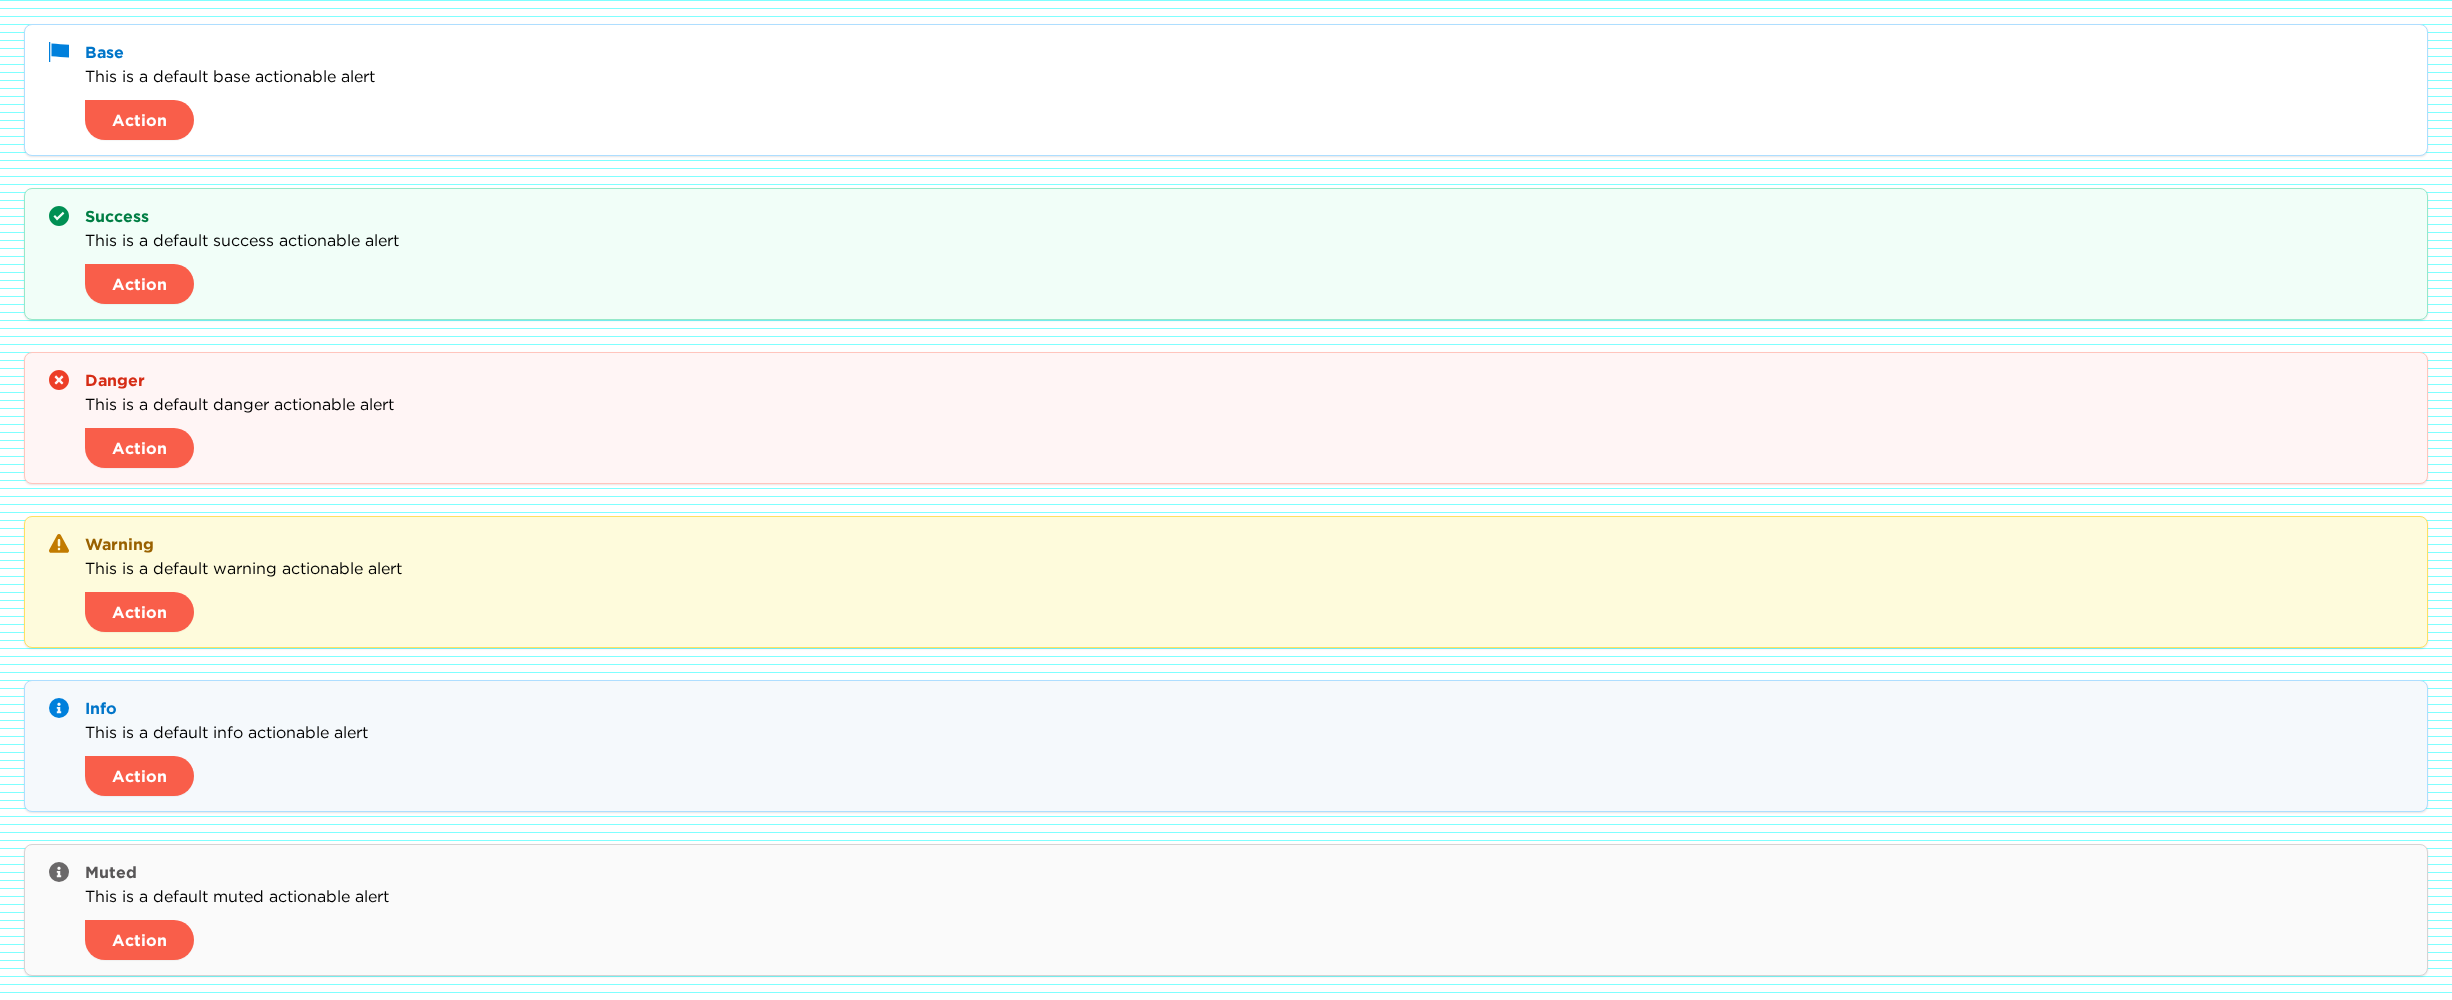 Base
This is a default base actionable alert
Action
Success
This is a default success actionable alert
Action
Danger
This is a default danger actionable alert
Action
Warning
This is a default warning actionable alert
Action
Info
This is a default info actionable alert
Action
Muted
This is a default muted actionable alert
Action